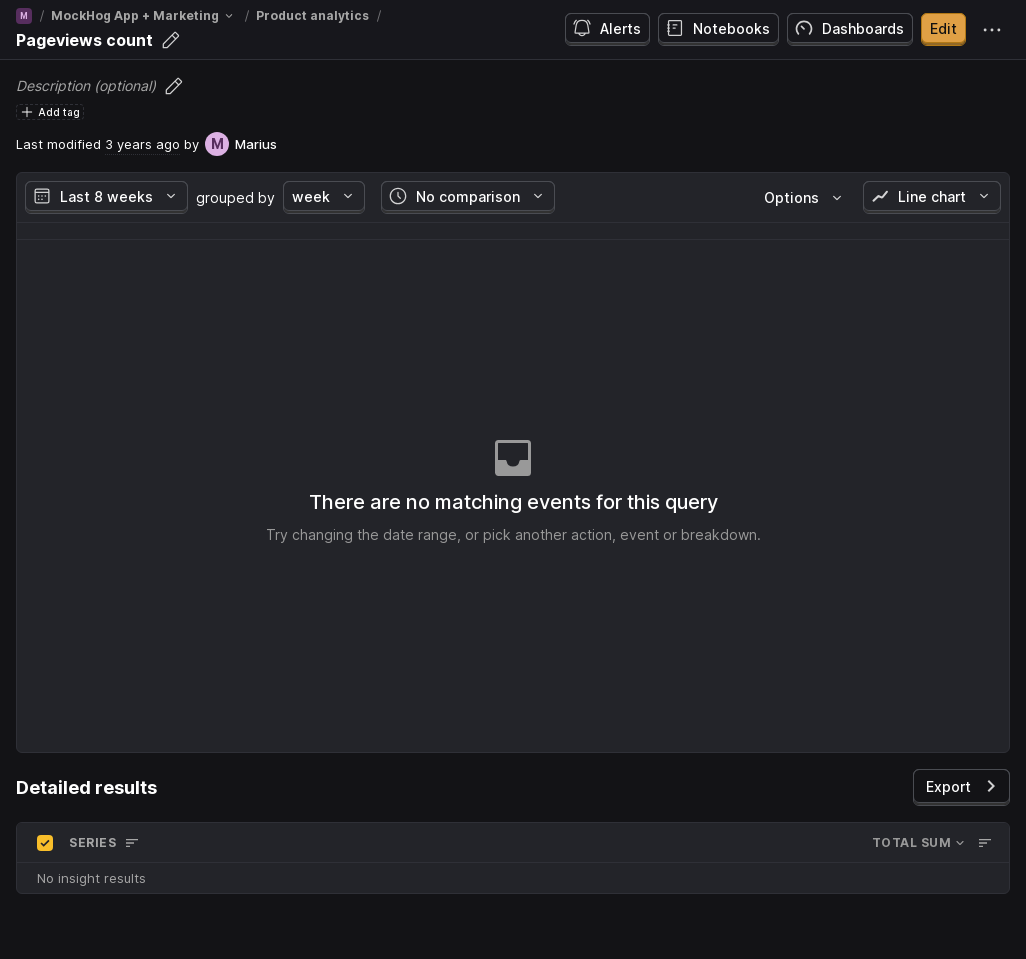 M / MockHog App + Marketing / Product analytics /
Pageviews count
Alerts Notebooks Dashboards Edit
Description (optional)
Add tag
Last modified 3 years ago by M Marius
Last 8 weeks grouped by week No comparison Options Line chart
There are no matching events for this query
Try changing the date range, or pick another action, event or breakdown.
Detailed results Export
SERIES TOTAL SUM
No insight results